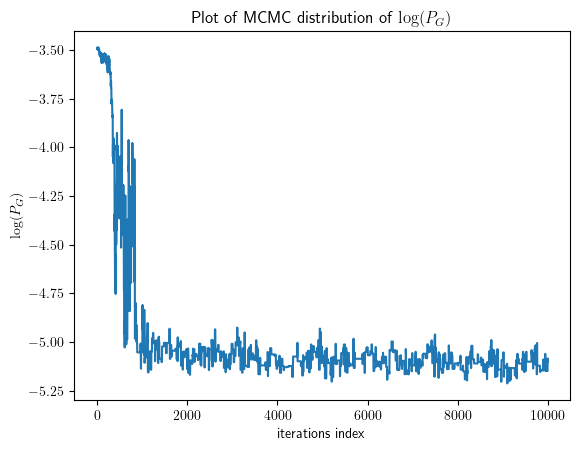 Plot of MCMC distribution of log(P_G)
−3.50
−3.75
−4.00
−4.25
−4.50
−4.75
−5.00
−5.25
log(P_G)
0 2000 4000 6000 8000 10000
iterations index